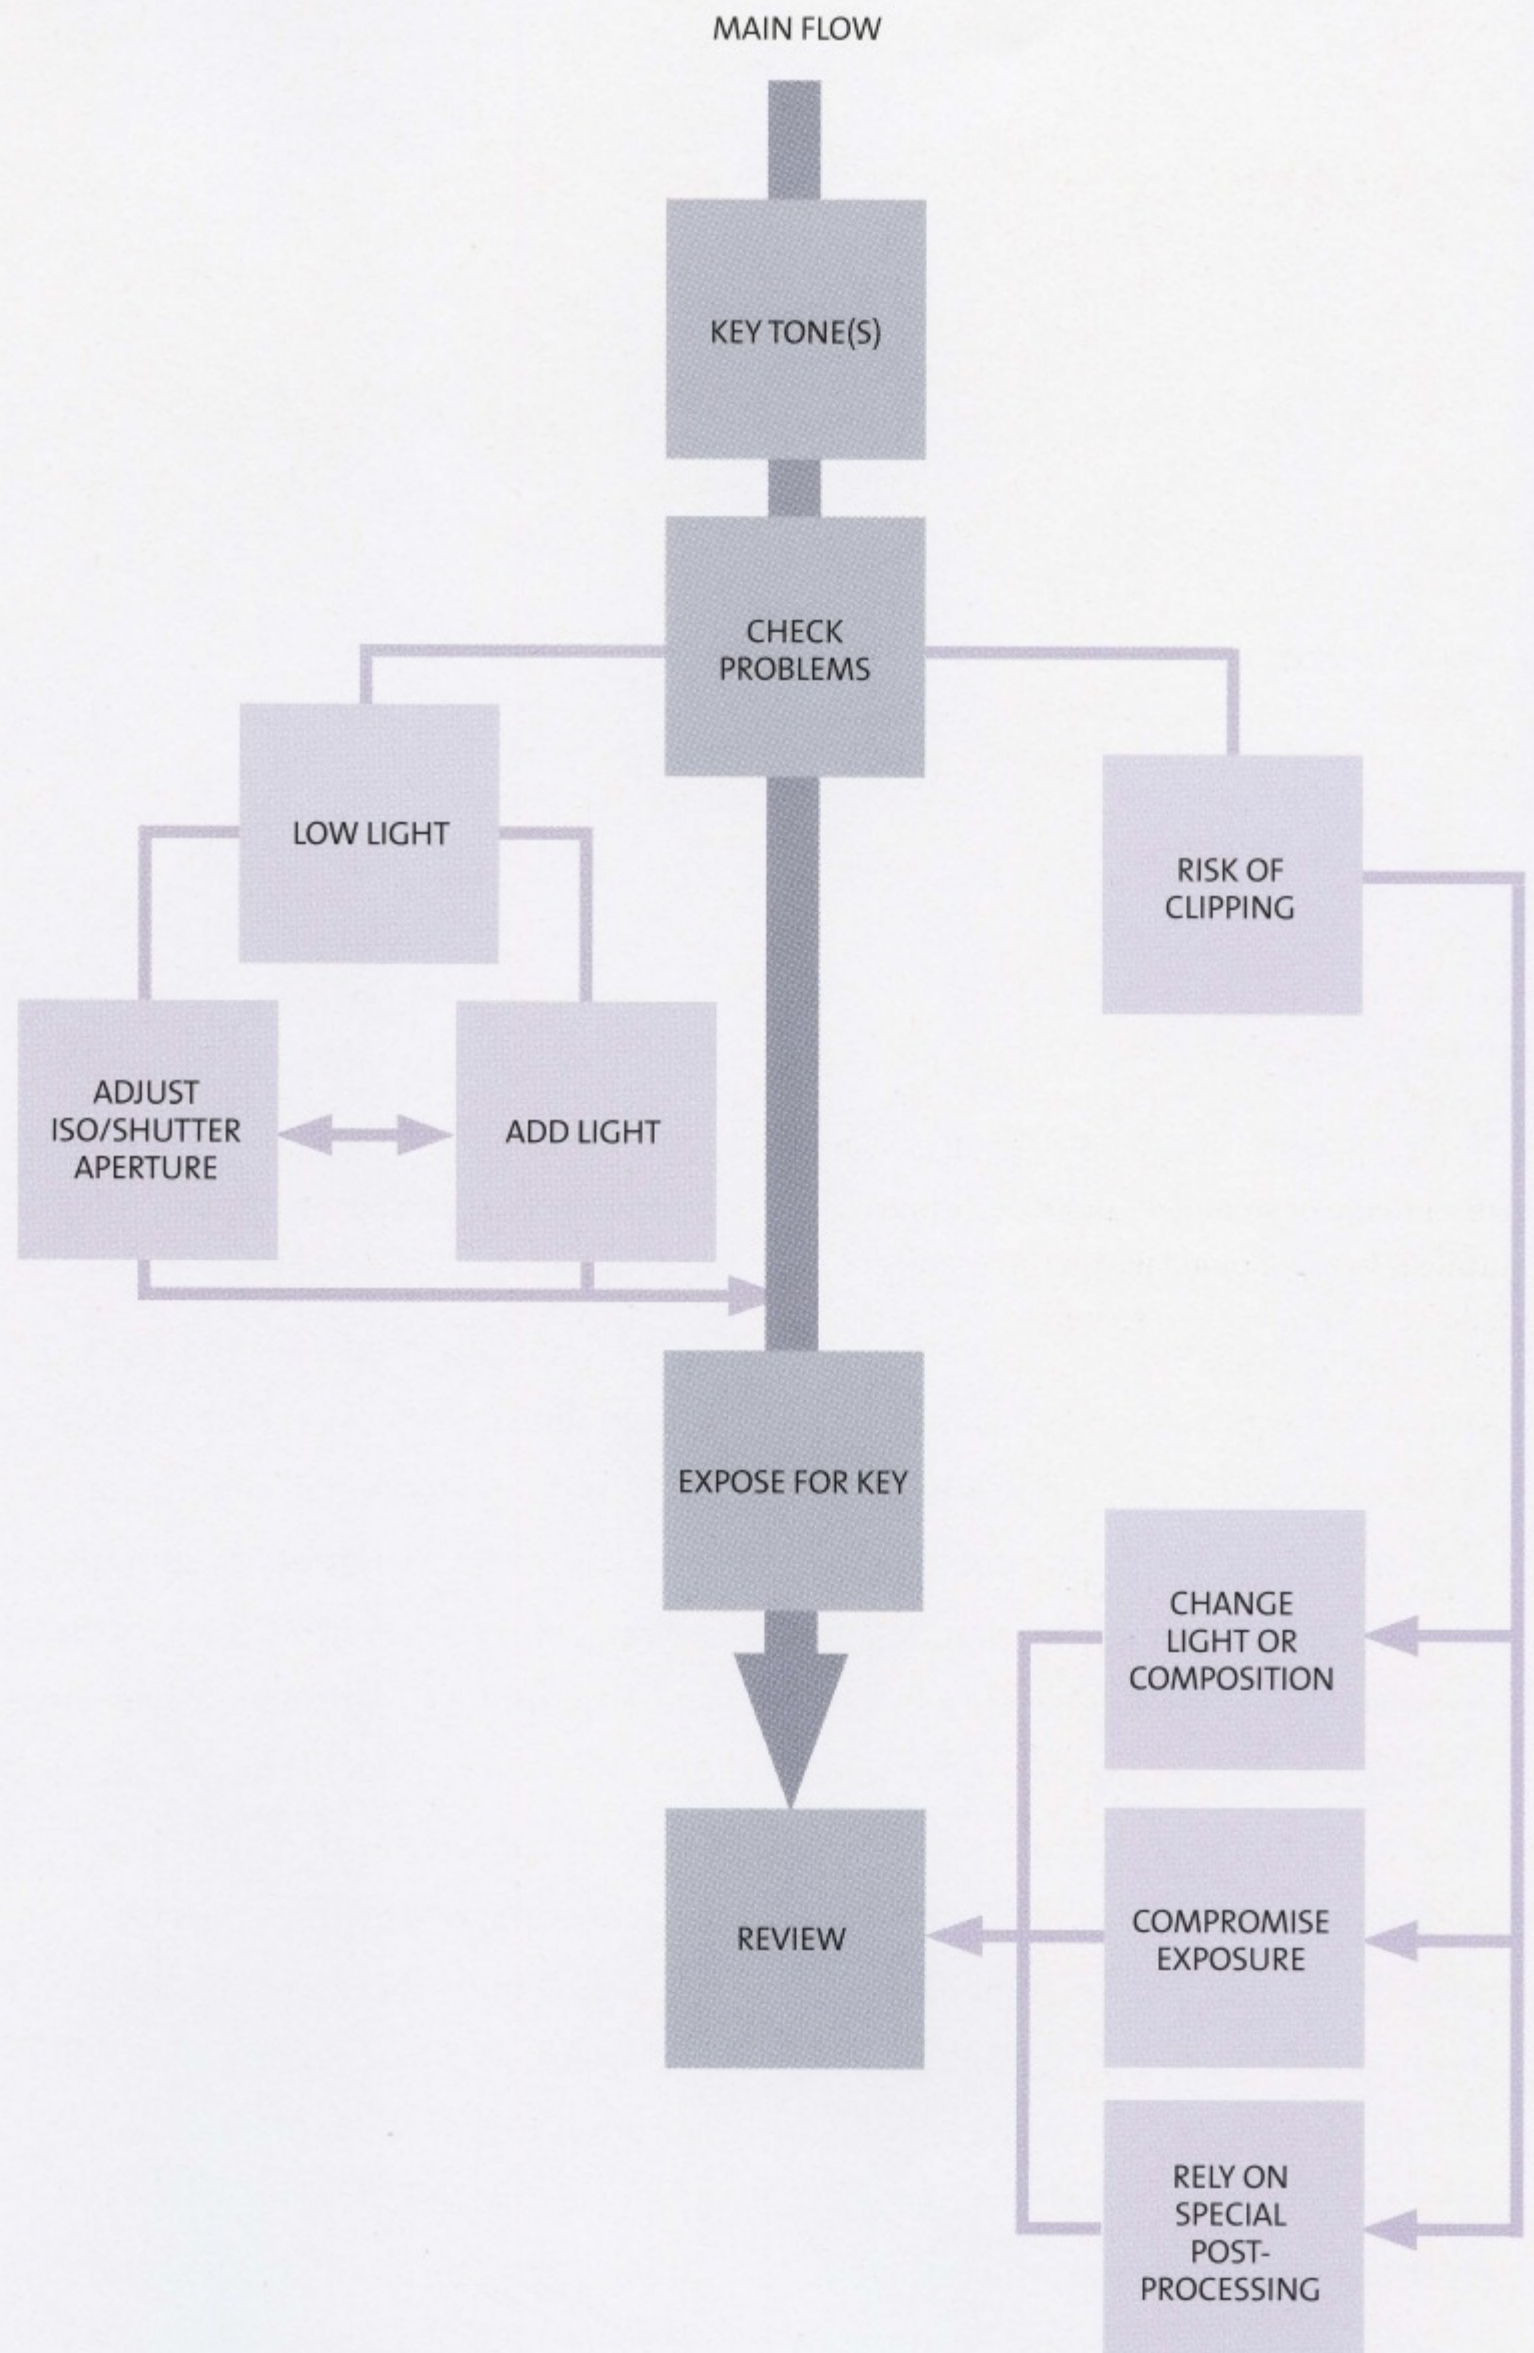 MAIN FLOW
KEY TONE(S)
CHECK
PROBLEMS
LOW LIGHT
RISK OF
CLIPPING
ADJUST
ISO/SHUTTER
APERTURE
ADD LIGHT
EXPOSE FOR KEY
CHANGE
LIGHT OR
COMPOSITION
REVIEW
COMPROMISE
EXPOSURE
RELY ON
SPECIAL
POST-
PROCESSING